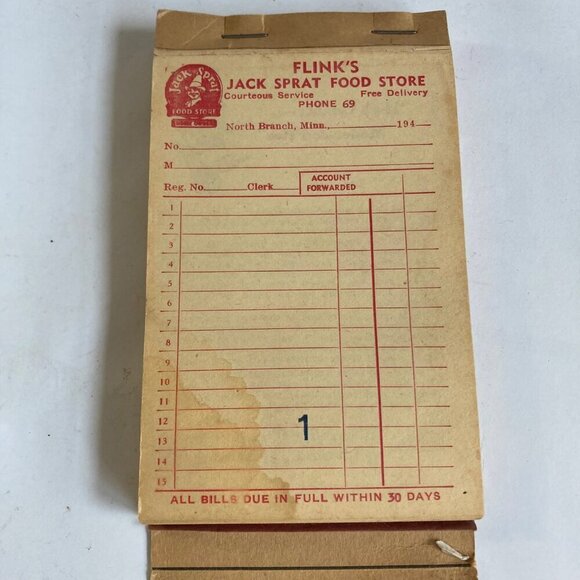 FLINK'S
JACK SPRAT FOOD STORE
Courteous Service Free Delivery
PHONE 69
Jack Sprat
FOOD STORE
North Branch, Minn., 194
No.
M
Reg. No. Clerk ACCOUNT FORWARDED
1
2
3
4
5
6
7
8
9
10
11
12
13
14
15
1
ALL BILLS DUE IN FULL WITHIN 30 DAYS